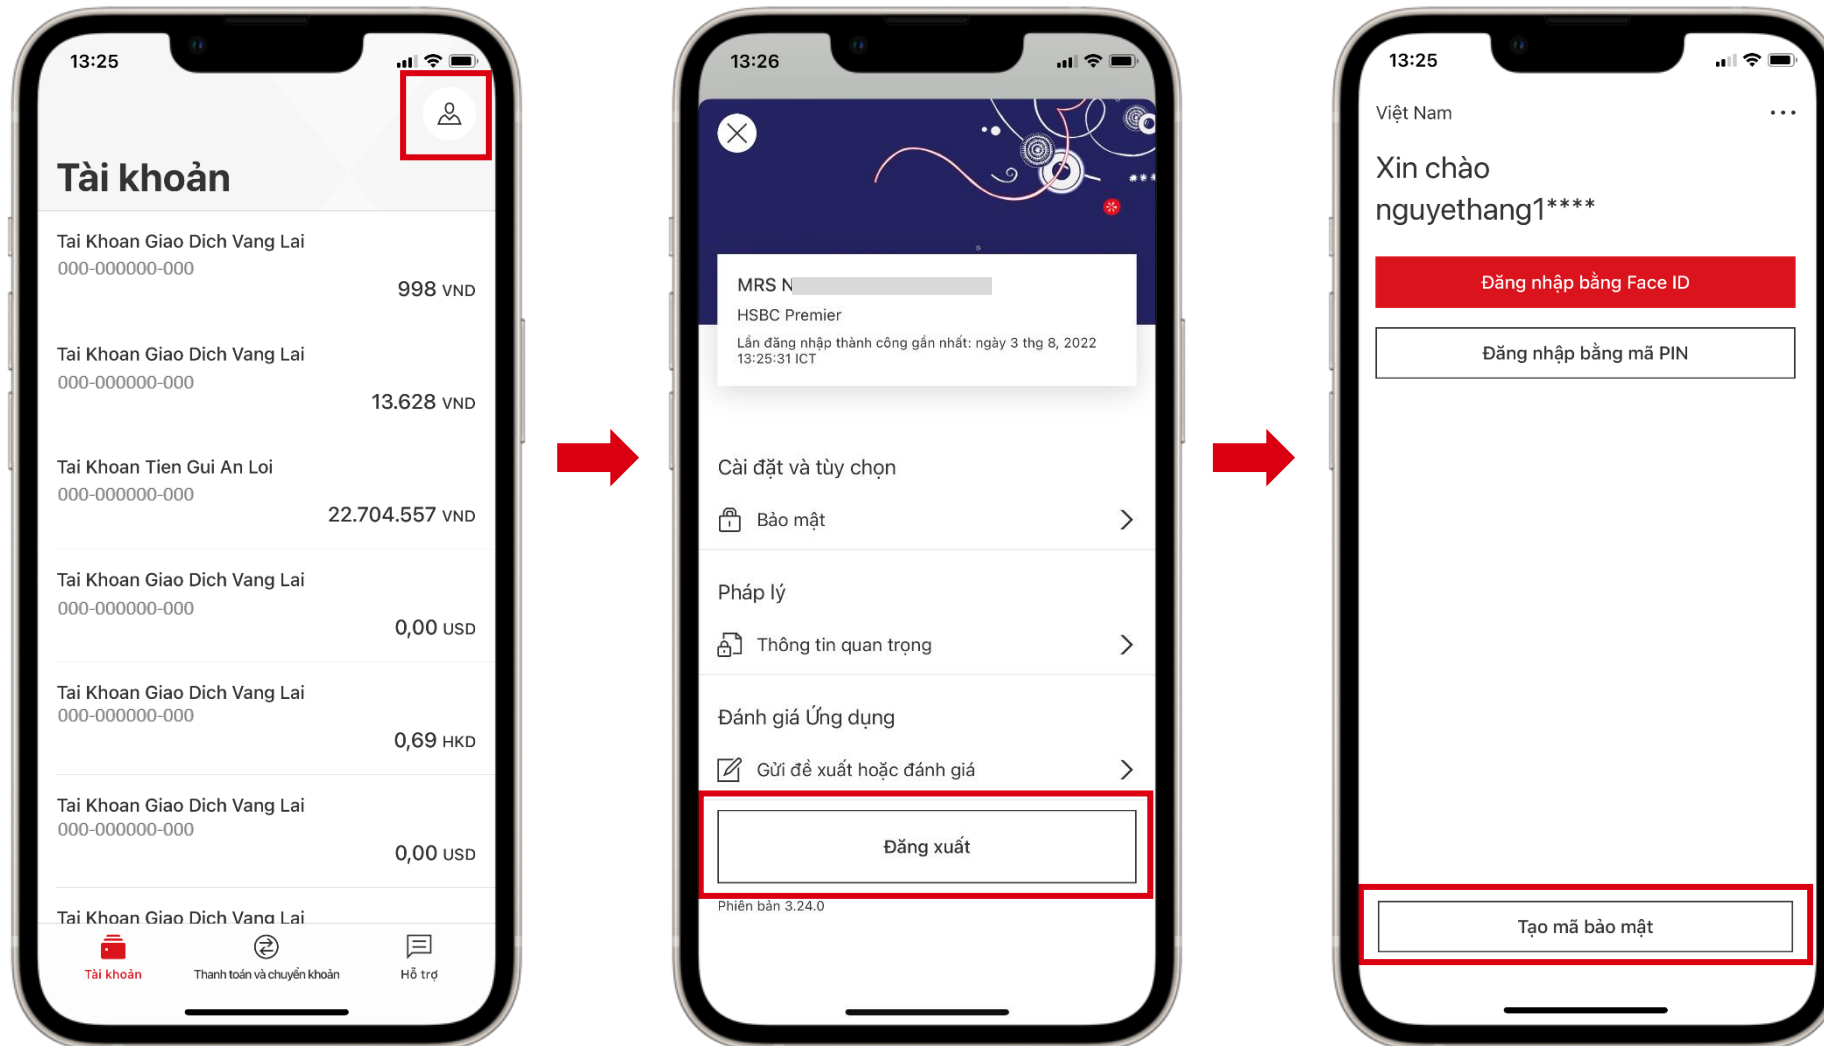 13:25
Tài khoản
Tai Khoan Giao Dich Vang Lai
000-000000-000
998 VND
Tai Khoan Giao Dich Vang Lai
000-000000-000
13.628 VND
Tai Khoan Tien Gui An Loi
000-000000-000
22.704.557 VND
Tai Khoan Giao Dich Vang Lai
000-000000-000
0,00 USD
Tai Khoan Giao Dich Vang Lai
000-000000-000
0,69 HKD
Tai Khoan Giao Dich Vang Lai
000-000000-000
0,00 USD
Tai Khoan Giao Dich Vang Lai
Tài khoản
Thanh toán và chuyển khoản
Hỗ trợ
13:26
MRS N
HSBC Premier
Lần đăng nhập thành công gần nhất: ngày 3 thg 8, 2022
13:25:31 ICT
Cài đặt và tùy chọn
Bảo mật
Pháp lý
Thông tin quan trọng
Đánh giá Ứng dụng
Gửi đề xuất hoặc đánh giá
Đăng xuất
Phiên bản 3.24.0
13:25
Việt Nam
Xin chào
nguyethang1****
Đăng nhập bằng Face ID
Đăng nhập bằng mã PIN
Tạo mã bảo mật